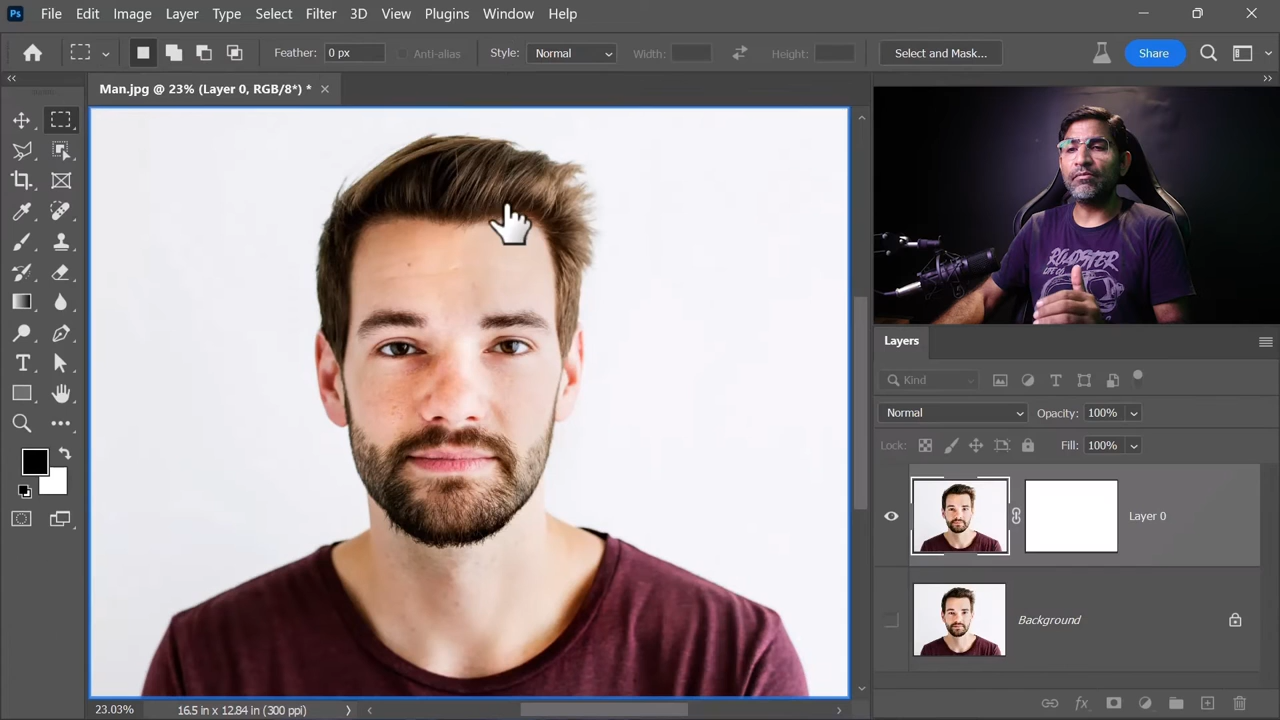 Ps File Edit Image Layer Type Select Filter 3D View Plugins Window Help
Feather: 0 px Anti-alias Style: Normal Width: Height: Select and Mask... Share
Man.jpg @ 23% (Layer 0, RGB/8*) *
ROADSTER
Layers
Kind
Normal Opacity: 100%
Lock: Fill: 100%
Layer 0
Background
23.03% 16.5 in x 12.84 in (300 ppi)